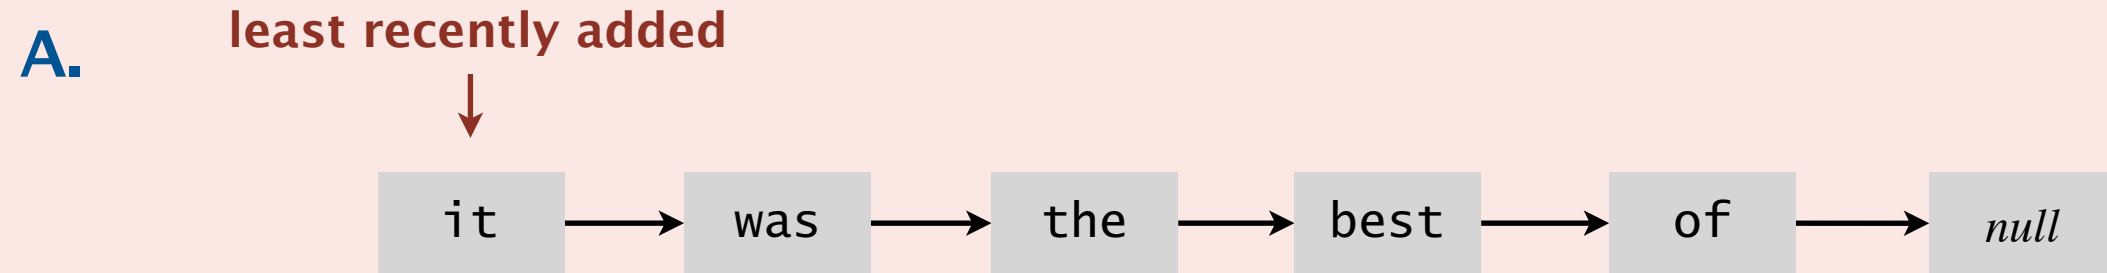 least recently added
A.
it was the best of null